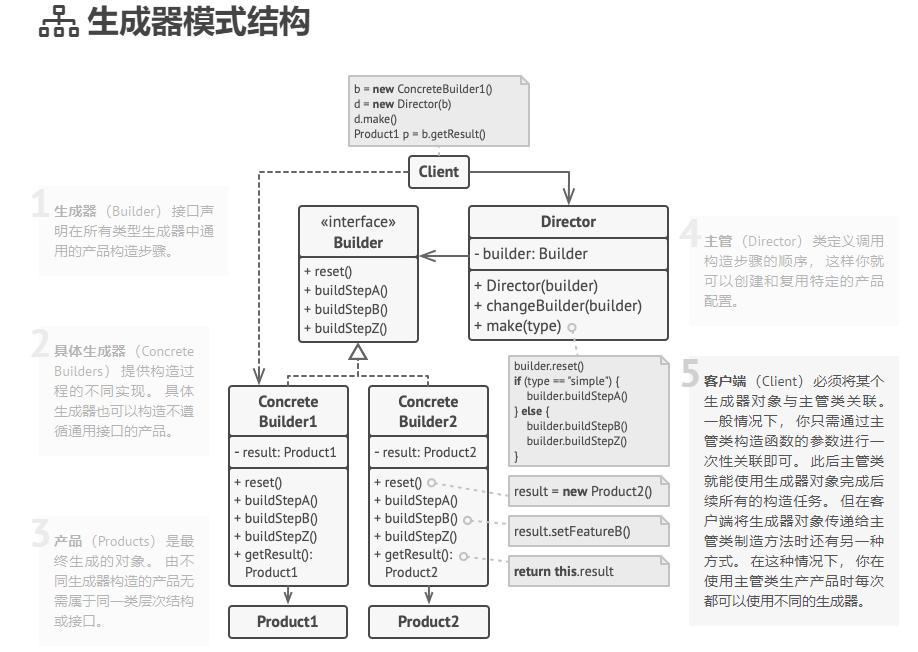 生成器模式结构
b = new ConcreteBuilder1()
d = new Director(b)
d.make()
Product1 p = b.getResult()
Client
1
生成器 (Builder) 接口声
明在所有类型生成器中通
用的产品构造步骤。
«interface»
Builder
+ reset()
+ buildStepA()
+ buildStepB()
+ buildStepZ()
Director
- builder: Builder
+ Director(builder)
+ changeBuilder(builder)
+ make(type)
4
主管 (Director) 类定义调用
构造步骤的顺序， 这样你就
可以创建和复用特定的产品
配置。
2
具体生成器 (Concrete
Builders) 提供构造过
程的不同实现。 具体
生成器也可以构造不遵
循通用接口的产品。
builder.reset()
if (type == "simple") {
builder.buildStepA()
} else {
builder.buildStepB()
builder.buildStepZ()
}
Concrete
Builder1
- result: Product1
+ reset()
+ buildStepA()
+ buildStepB()
+ buildStepZ()
+ getResult():
Product1
Concrete
Builder2
- result: Product2
+ reset()
+ buildStepA()
+ buildStepB()
+ buildStepZ()
+ getResult():
Product2
result = new Product2()
result.setFeatureB()
return this.result
3
产品 (Products) 是最
终生成的对象。 由不
同生成器构造的产品无
需属于同一类层次结构
或接口。
Product1
Product2
5
客户端 (Client) 必须将某个
生成器对象与主管类关联。
一般情况下， 你只需通过主
管类构造函数的参数进行一
次性关联即可。 此后主管类
就能使用生成器对象完成后
续所有的构造任务。 但在客
户端将生成器对象传递给主
管类制造方法时还有另一种
方式。 在这种情况下， 你在
使用主管类生产产品时每次
都可以使用不同的生成器。